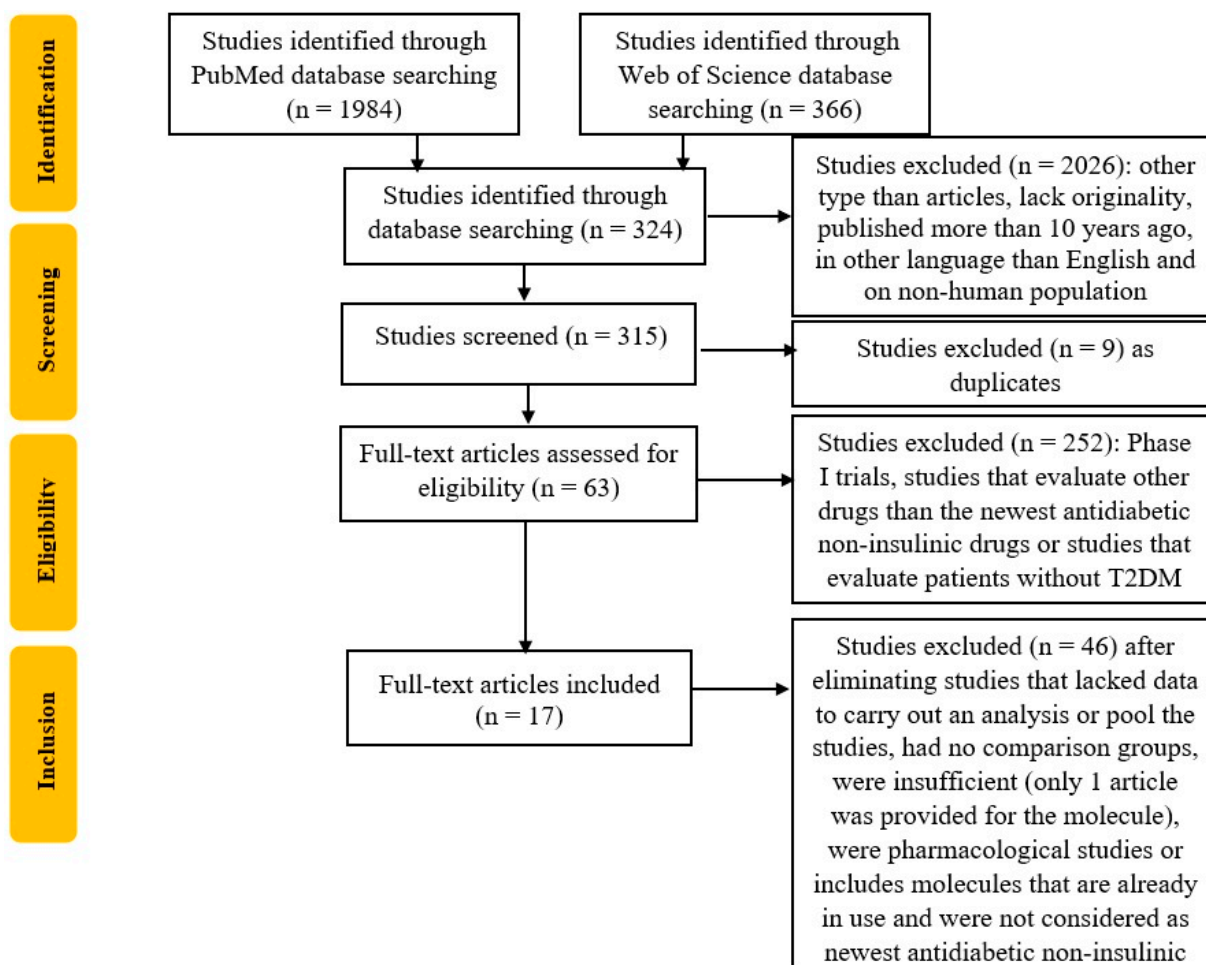 Identification
Studies identified through
PubMed database searching
(n = 1984)
Studies identified through
Web of Science database
searching (n = 366)
Studies identified through
database searching (n = 324)
Studies excluded (n = 2026): other
type than articles, lack originality,
published more than 10 years ago,
in other language than English and
on non-human population
Screening
Studies screened (n = 315)
Studies excluded (n = 9) as
duplicates
Eligibility
Full-text articles assessed for
eligibility (n = 63)
Studies excluded (n = 252): Phase
I trials, studies that evaluate other
drugs than the newest antidiabetic
non-insulinic drugs or studies that
evaluate patients without T2DM
Inclusion
Full-text articles included
(n = 17)
Studies excluded (n = 46) after
eliminating studies that lacked data
to carry out an analysis or pool the
studies, had no comparison groups,
were insufficient (only 1 article
was provided for the molecule),
were pharmacological studies or
includes molecules that are already
in use and were not considered as
newest antidiabetic non-insulinic